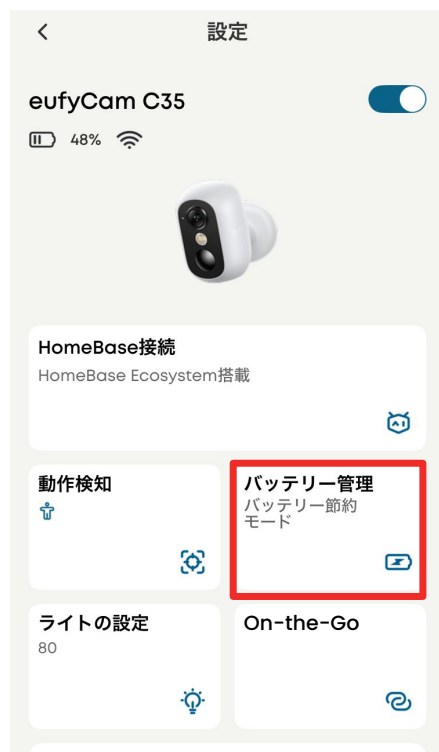 設定
eufyCam C35
48%
HomeBase接続
HomeBase Ecosystem搭載
動作検知
バッテリー管理
バッテリー節約
モード
ライトの設定
80
On-the-Go